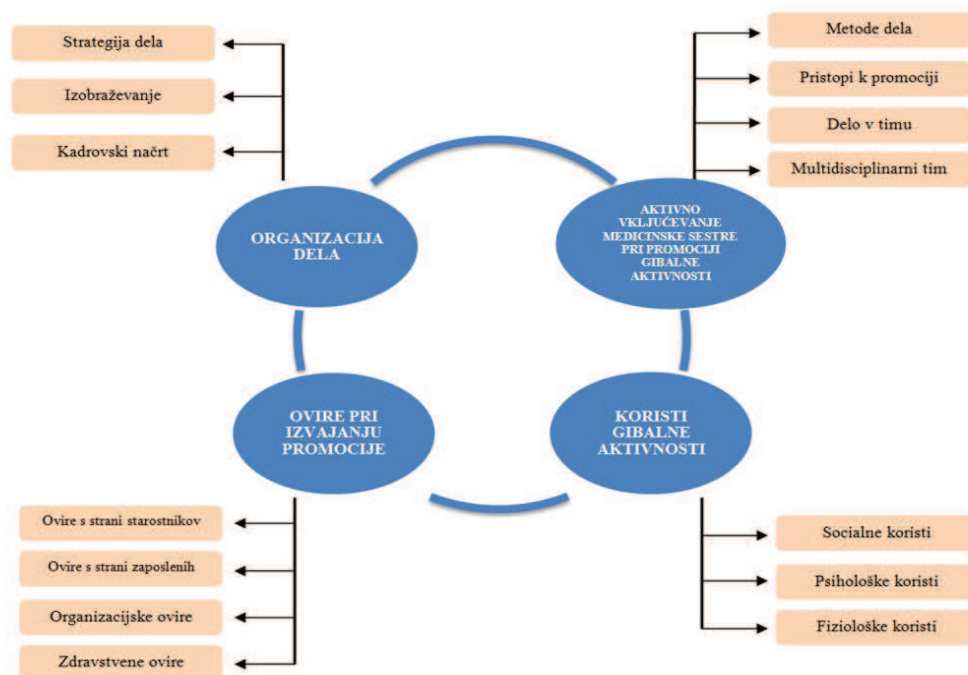 Strategija dela
Izobraževanje
Kadrovski načrt
ORGANIZACIJA
DELA
Metode dela
Pristopi k promociji
Delo v timu
Multidisciplinarni tim
AKTIVNO
VKLJUČEVANJE
MEDICINSKE SESTRE
PRI PROMOCIJI
GIBALNE
AKTIVNOSTI
OVIRE PRI
IZVAJANJU
PROMOCIJE
KORISTI
GIBALNE
AKTIVNOSTI
Ovire s strani starostnikov
Ovire s strani zaposlenih
Organizacijske ovire
Zdravstvene ovire
Socialne koristi
Psihološke koristi
Fiziološke koristi